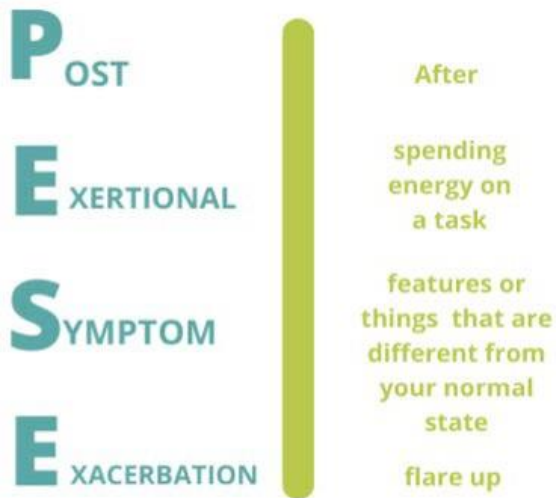 POST
After
EXERTIONAL
spending
energy on
a task
SYMPTOM
features or
things that are
different from
your normal
state
EXACERBATION
flare up